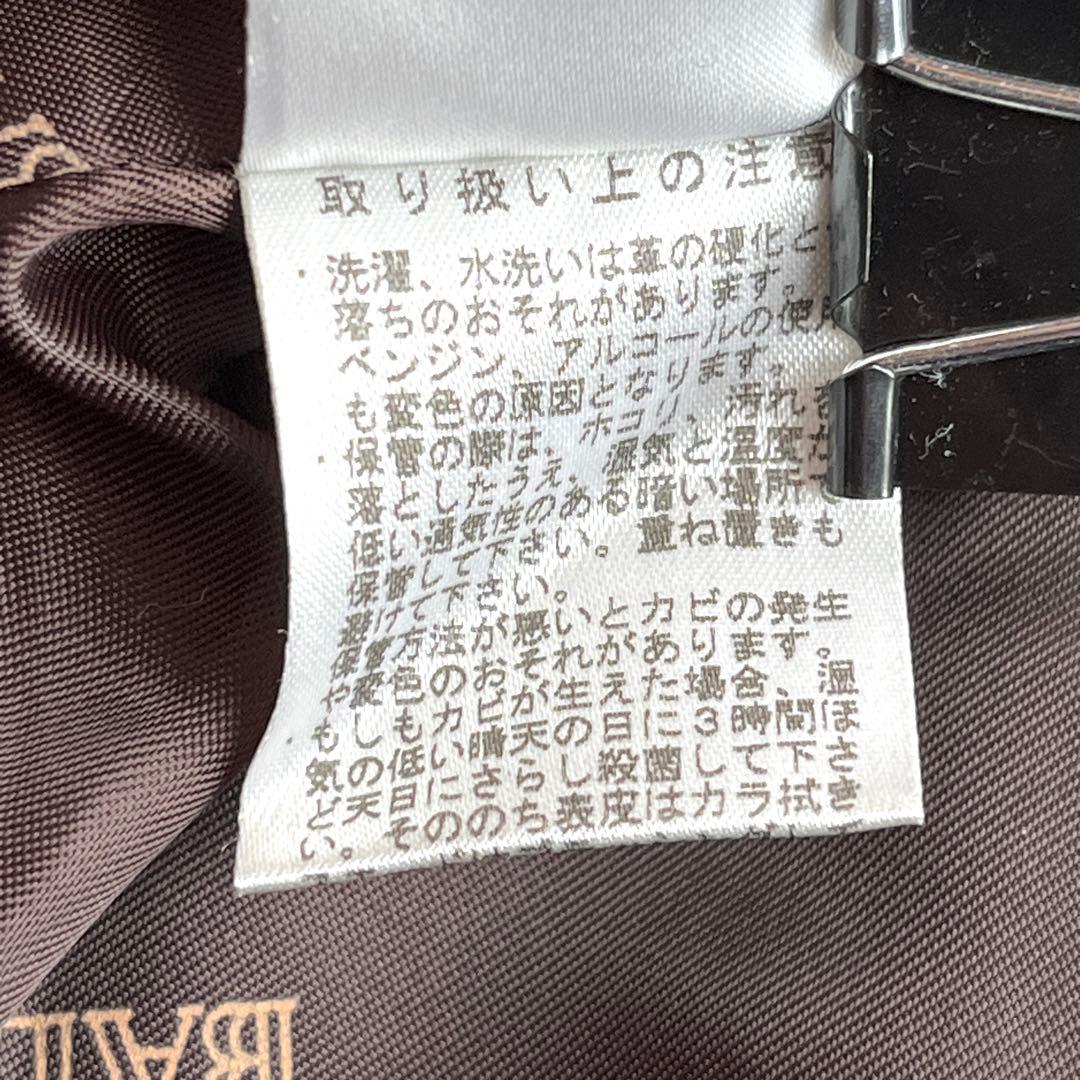 取り扱い上の注意
・洗濯、水洗いは革の硬化と
落ちのおそれがあります。
ベンジン、アルコールの使
も変色の原因となります。
・保管の際は、ホコリ、汚れを
落としたうえ、湿気と温度が
低い通気性のある暗い場所
保管して下さい。重ね置きも
避けて下さい。
・保管方法が悪いとカビの発生
や変色のおそれがあります。
もしもカビが生えた場合、湿
気の低い晴天の日に3時間ほ
ど天日にさらし殺菌して下さ
い。そののち表皮はカラ拭き
BAL